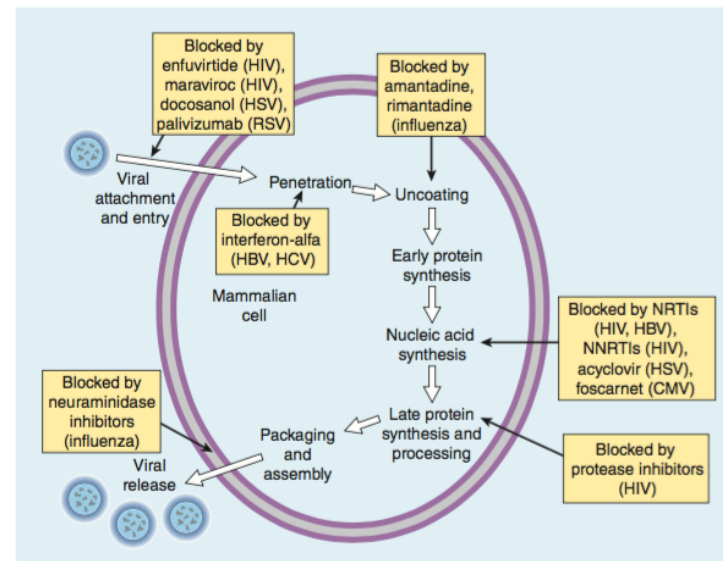 Blocked by
enfuvirtide (HIV),
maraviroc (HIV),
docosanol (HSV),
palivizumab (RSV)
Blocked by
amantadine,
rimantadine
(influenza)
Viral
attachment
and entry
Penetration
Uncoating
Blocked by
interferon-alfa
(HBV, HCV)
Early protein
synthesis
Mammalian
cell
Nucleic acid
synthesis
Blocked by NRTIs
(HIV, HBV),
NNRTIs (HIV),
acyclovir (HSV),
foscarnet (CMV)
Blocked by
neuraminidase
inhibitors
(influenza)
Late protein
synthesis and
processing
Packaging
and
assembly
Blocked by
protease inhibitors
(HIV)
Viral
release